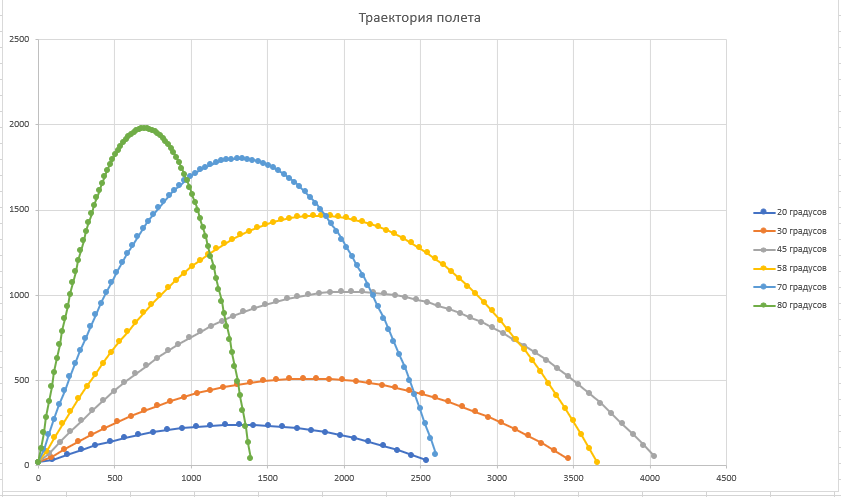 Траектория полета
2500
2000
1500
1000
500
0
0
500
1000
1500
2000
2500
3000
3500
4000
4500
20 градусов
30 градусов
45 градусов
58 градусов
70 градусов
80 градусов